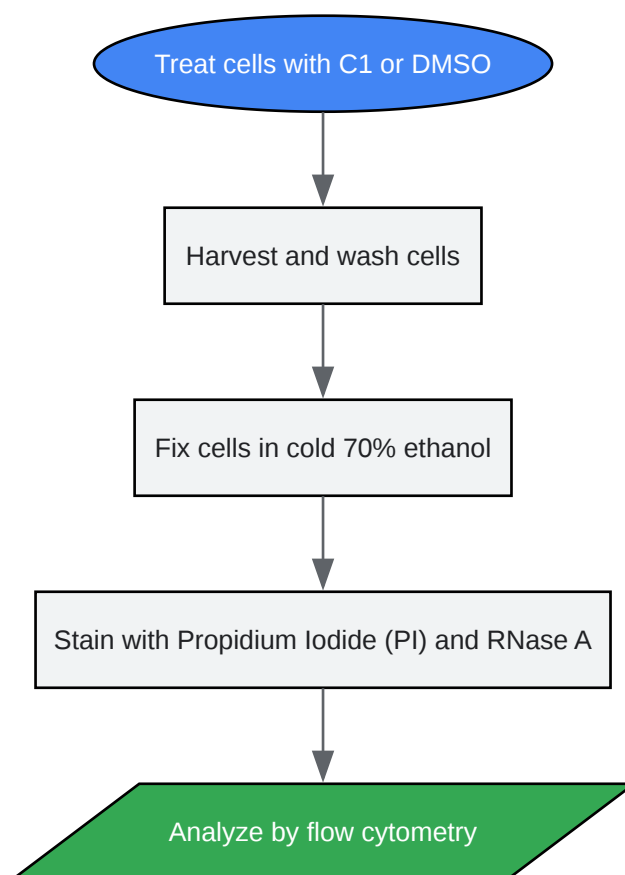 Treat cells with C1 or DMSO
Harvest and wash cells
Fix cells in cold 70% ethanol
Stain with Propidium Iodide (PI) and RNase A
Analyze by flow cytometry